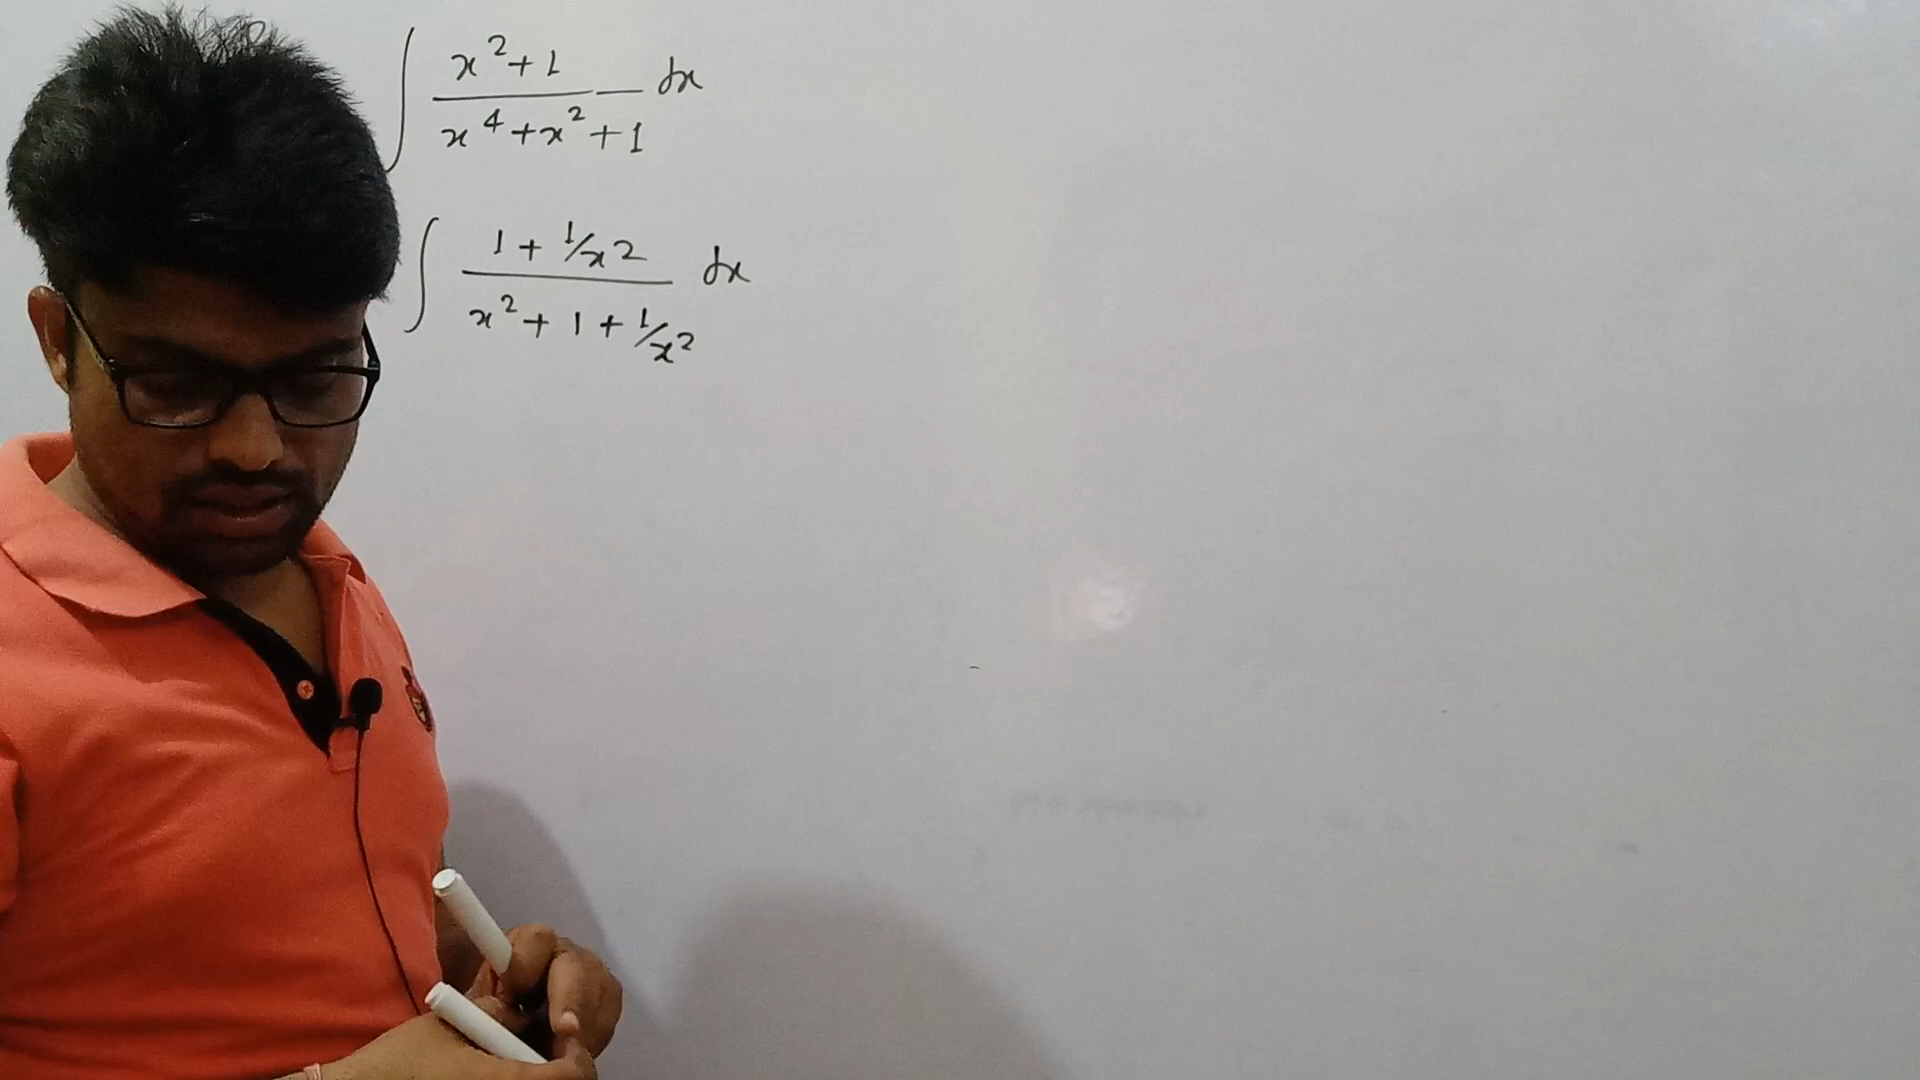 ∫ x²+1 / x⁴+x²+1 dx
∫ 1+1/x2 / x²+1+1/x² dx